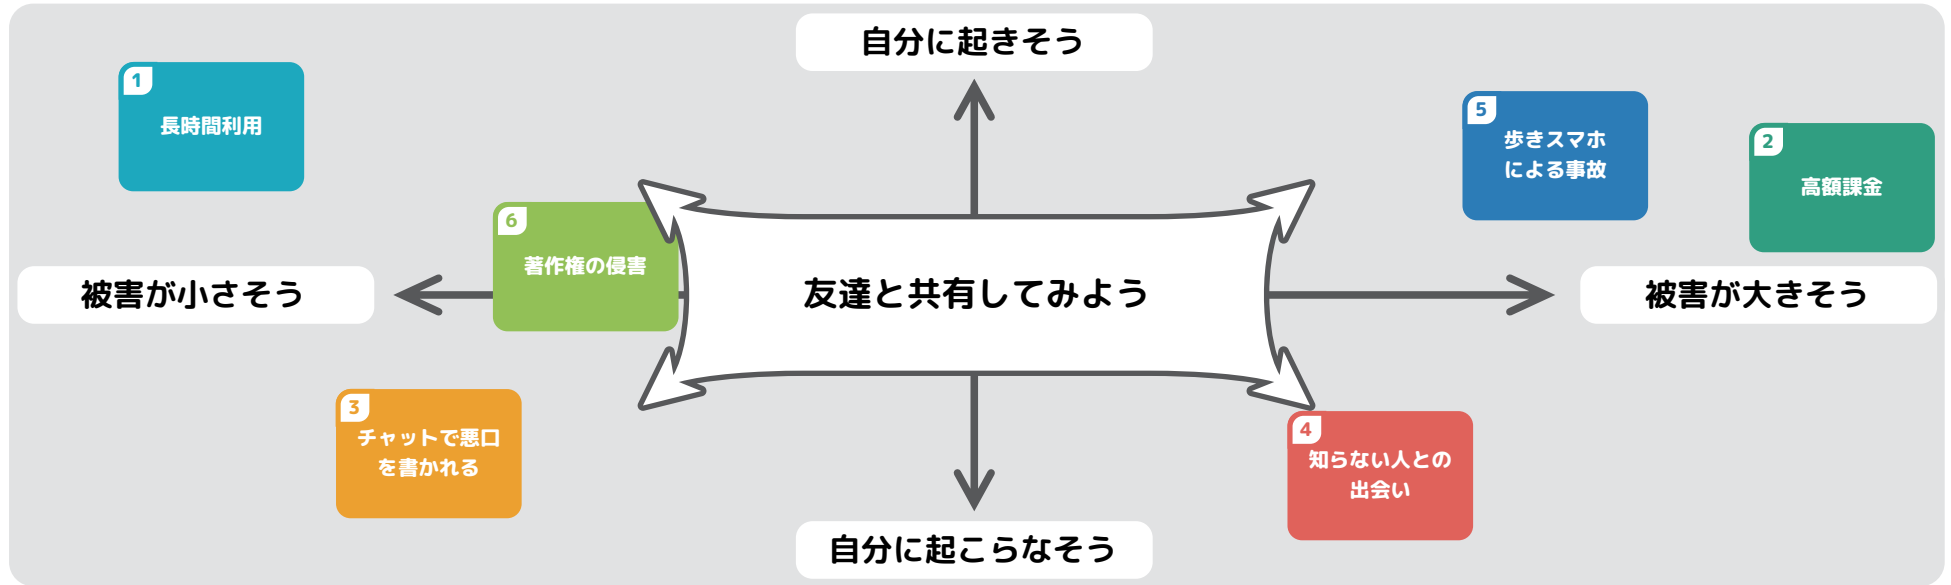 自分に起きそう
1
長時間利用
5
歩きスマホ
による事故
2
高額課金
6
著作権の侵害
被害が小さそう
友達と共有してみよう
被害が大きそう
3
チャットで悪口
を書かれる
4
知らない人との
出会い
自分に起こらなそう